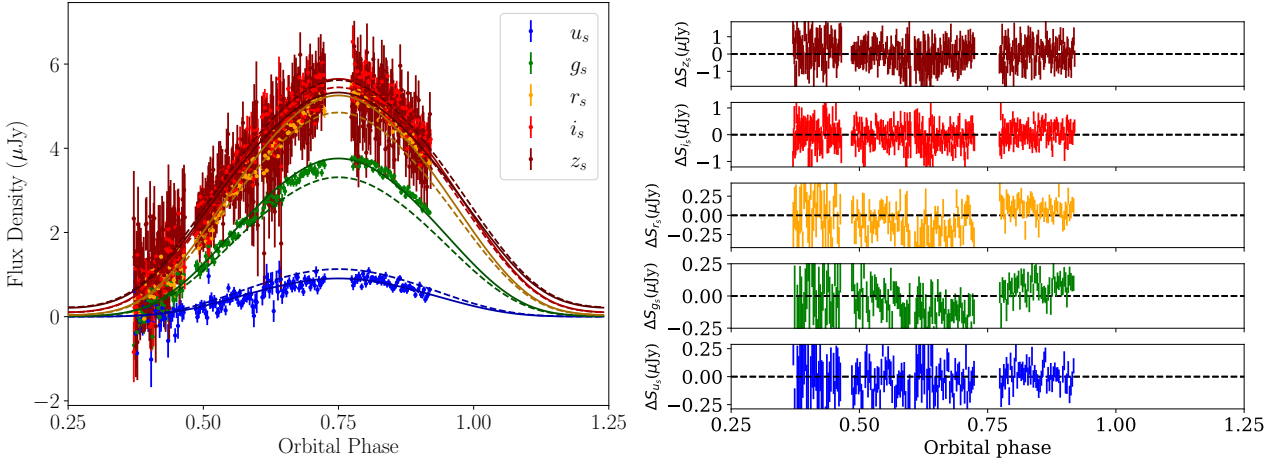 6
4
2
0
−2
Flux Density (μJy)
0.25
0.50
0.75
1.00
1.25
Orbital Phase
u_s
g_s
r_s
i_s
z_s
1
0
−1
ΔS_{z_s}(μJy)
1
0
−1
ΔS_{i_s}(μJy)
0.25
0.00
−0.25
ΔS_{r_s}(μJy)
0.25
0.00
−0.25
ΔS_{g_s}(μJy)
0.25
0.00
−0.25
ΔS_{u_s}(μJy)
0.25
0.50
0.75
1.00
1.25
Orbital phase